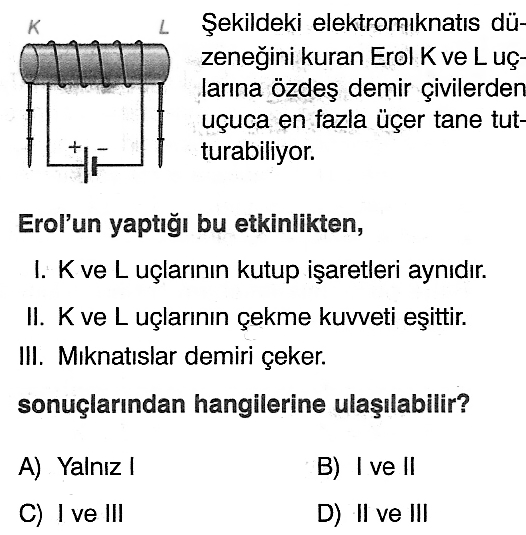 K L
Şekildeki elektromıknatıs dü-
zeneğini kuran Erol K ve L uç-
larına özdeş demir çivilerden
uçuca en fazla üçer tane tut-
turabiliyor.
+ −
Erol'un yaptığı bu etkinlikten,
I. K ve L uçlarının kutup işaretleri aynıdır.
II. K ve L uçlarının çekme kuvveti eşittir.
III. Mıknatıslar demiri çeker.
sonuçlarından hangilerine ulaşılabilir?
A) Yalnız I B) I ve II
C) I ve III D) II ve III